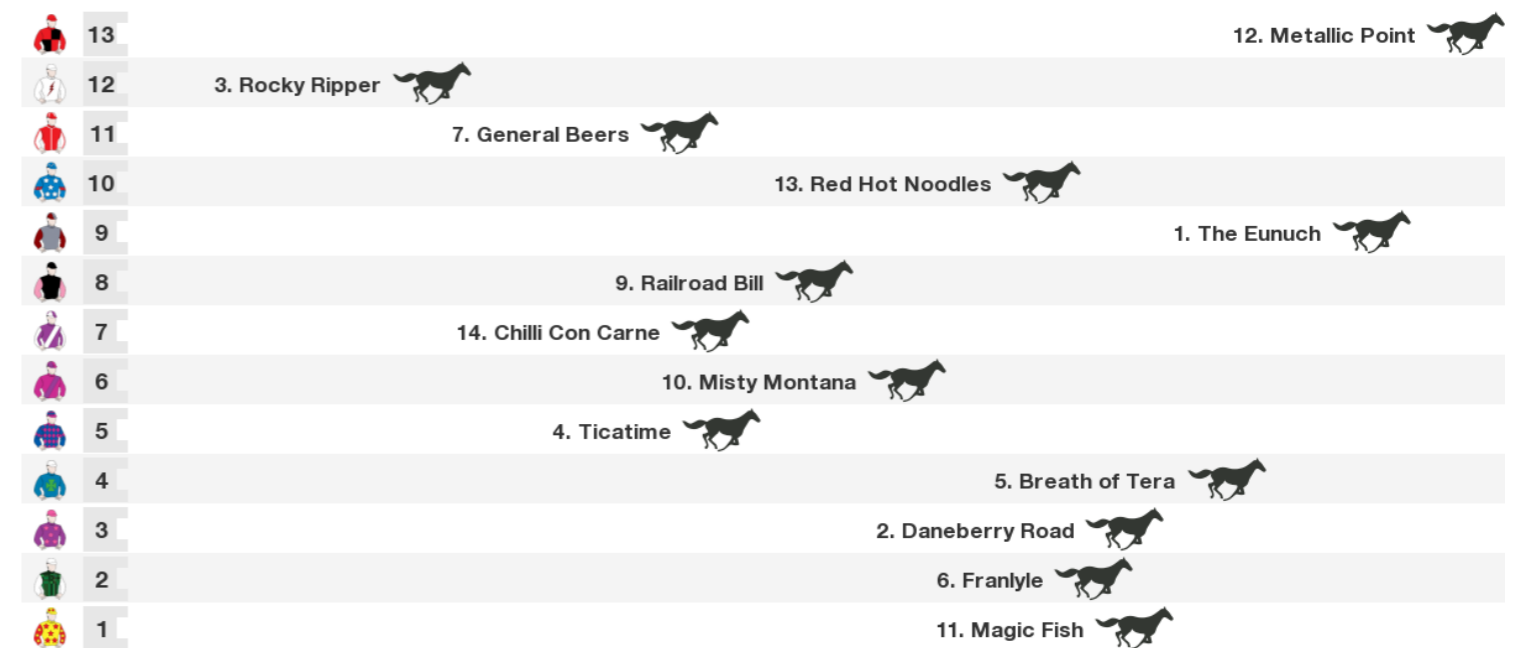 13 12. Metallic Point
12 3. Rocky Ripper
11 7. General Beers
10 13. Red Hot Noodles
9 1. The Eunuch
8 9. Railroad Bill
7 14. Chilli Con Carne
6 10. Misty Montana
5 4. Ticatime
4 5. Breath of Tera
3 2. Daneberry Road
2 6. Franlyle
1 11. Magic Fish